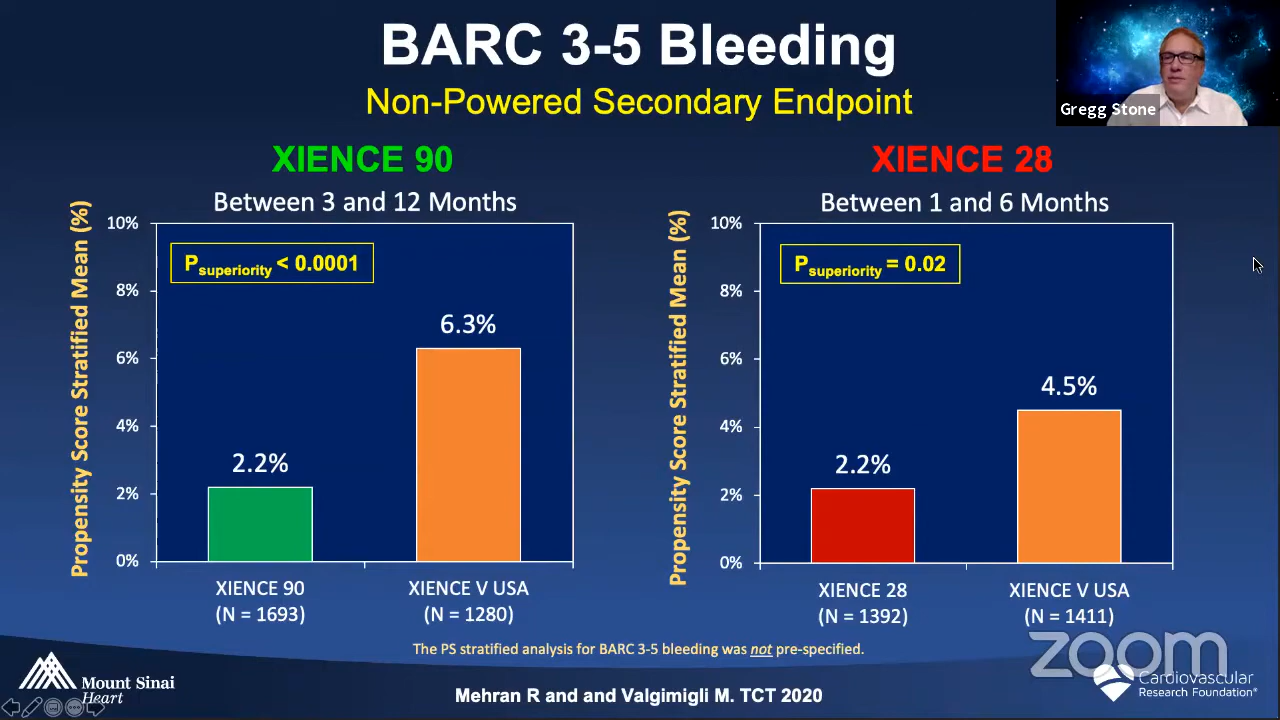 BARC 3-5 Bleeding
Non-Powered Secondary Endpoint
Gregg Stone
XIENCE 90
Between 3 and 12 Months
Propensity Score Stratified Mean (%)
10%
8%
6%
4%
2%
0%
Psuperiority < 0.0001
2.2%
6.3%
XIENCE 90
(N = 1693)
XIENCE V USA
(N = 1280)
XIENCE 28
Between 1 and 6 Months
Propensity Score Stratified Mean (%)
10%
8%
6%
4%
2%
0%
Psuperiority = 0.02
2.2%
4.5%
XIENCE 28
(N = 1392)
XIENCE V USA
(N = 1411)
The PS stratified analysis for BARC 3-5 bleeding was not pre-specified.
zoom
Mount Sinai
Heart
Mehran R and and Valgimigli M. TCT 2020
Cardiovascular
Research Foundation®